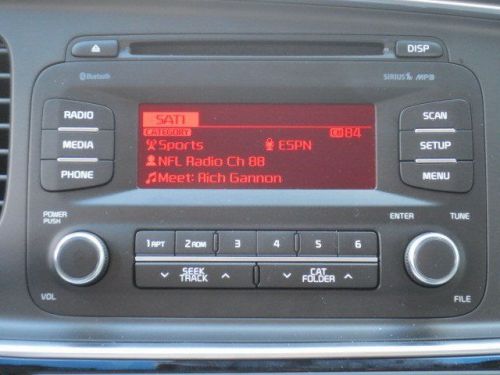 DISP
Bluetooth
SIRIUS MP3
RADIO
MEDIA
PHONE
SAT1
CATEGORY
CH84
Sports ESPN
NFL Radio Ch 88
Meet: Rich Gannon
SCAN
SETUP
MENU
POWER
PUSH
VOL
1 RPT 2 RDM 3 4 5 6
SEEK
TRACK
CAT
FOLDER
ENTER TUNE
FILE